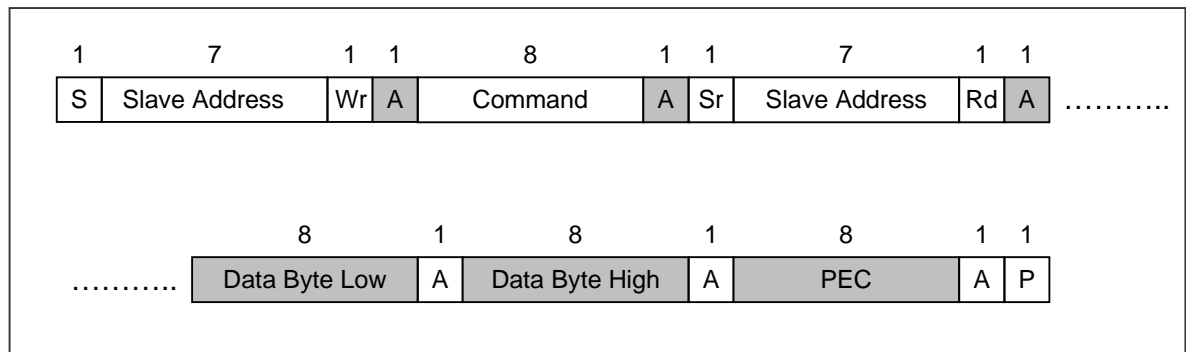 1 7 1 1 8 1 1 7 1 1
S Slave Address Wr A Command A Sr Slave Address Rd A ………..
8 1 8 1 8 1 1
……….. Data Byte Low A Data Byte High A PEC A P